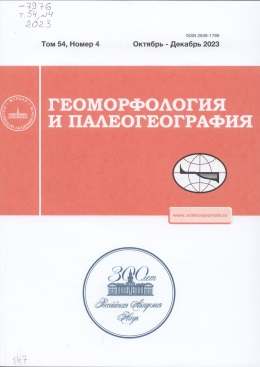 -7976
т.54,N4
2023
ISSN 2949-1789
Том 54, Номер 4
Октябрь - Декабрь 2023
ГЕОМОРФОЛОГИЯ
И ПАЛЕОГЕОГРАФИЯ
www.sciencejournals.ru
300 лет
Российская Академия
Наук
147